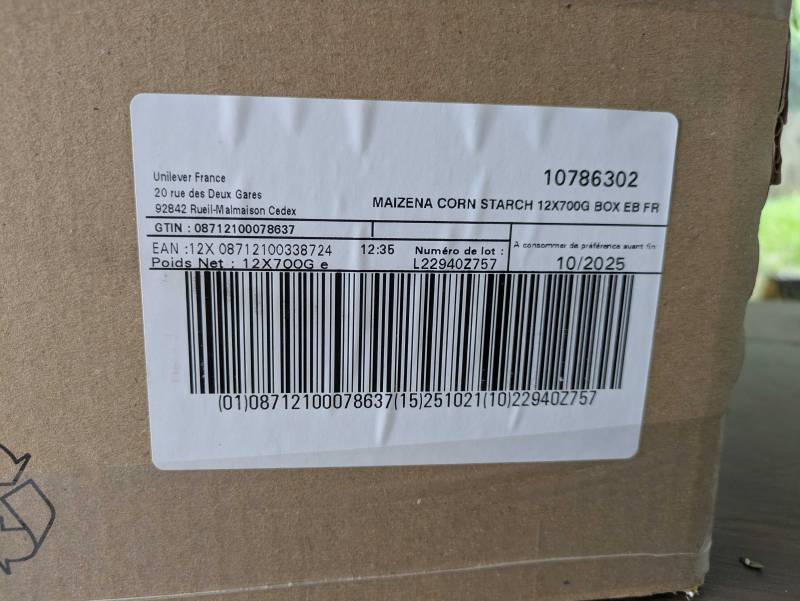 Unilever France
20 rue des Deux Gares
92842 Rueil-Malmaison Cedex
10786302
MAIZENA CORN STARCH 12X700G BOX EB FR
GTIN : 08712100078637
EAN :12X 08712100338724
12:35
Poids Net : 12X700G e
Numéro de lot :
L22940Z757
A consommer de préférence avant fin
10/2025
(01)08712100078637(15)251021(10)22940Z757